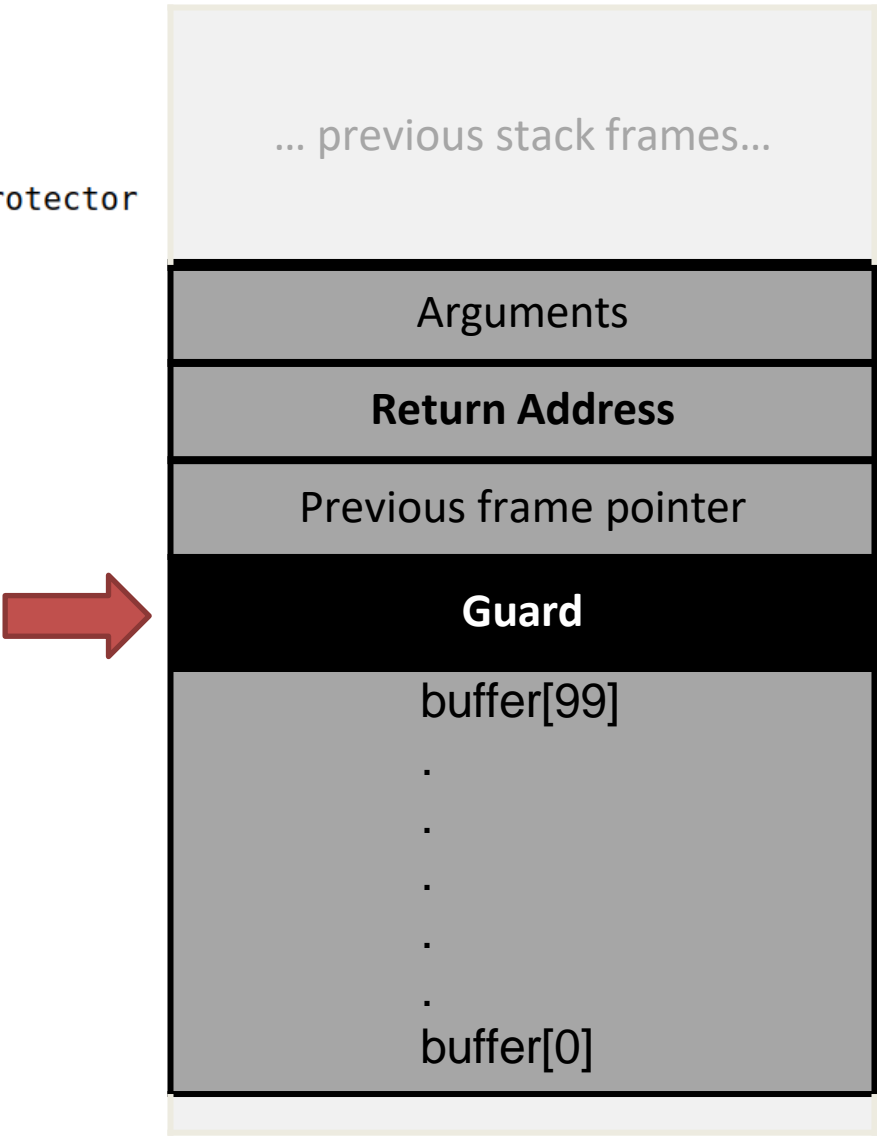 … previous stack frames…
rotector
Arguments
Return Address
Previous frame pointer
Guard
buffer[99]
.
.
.
.
.
buffer[0]